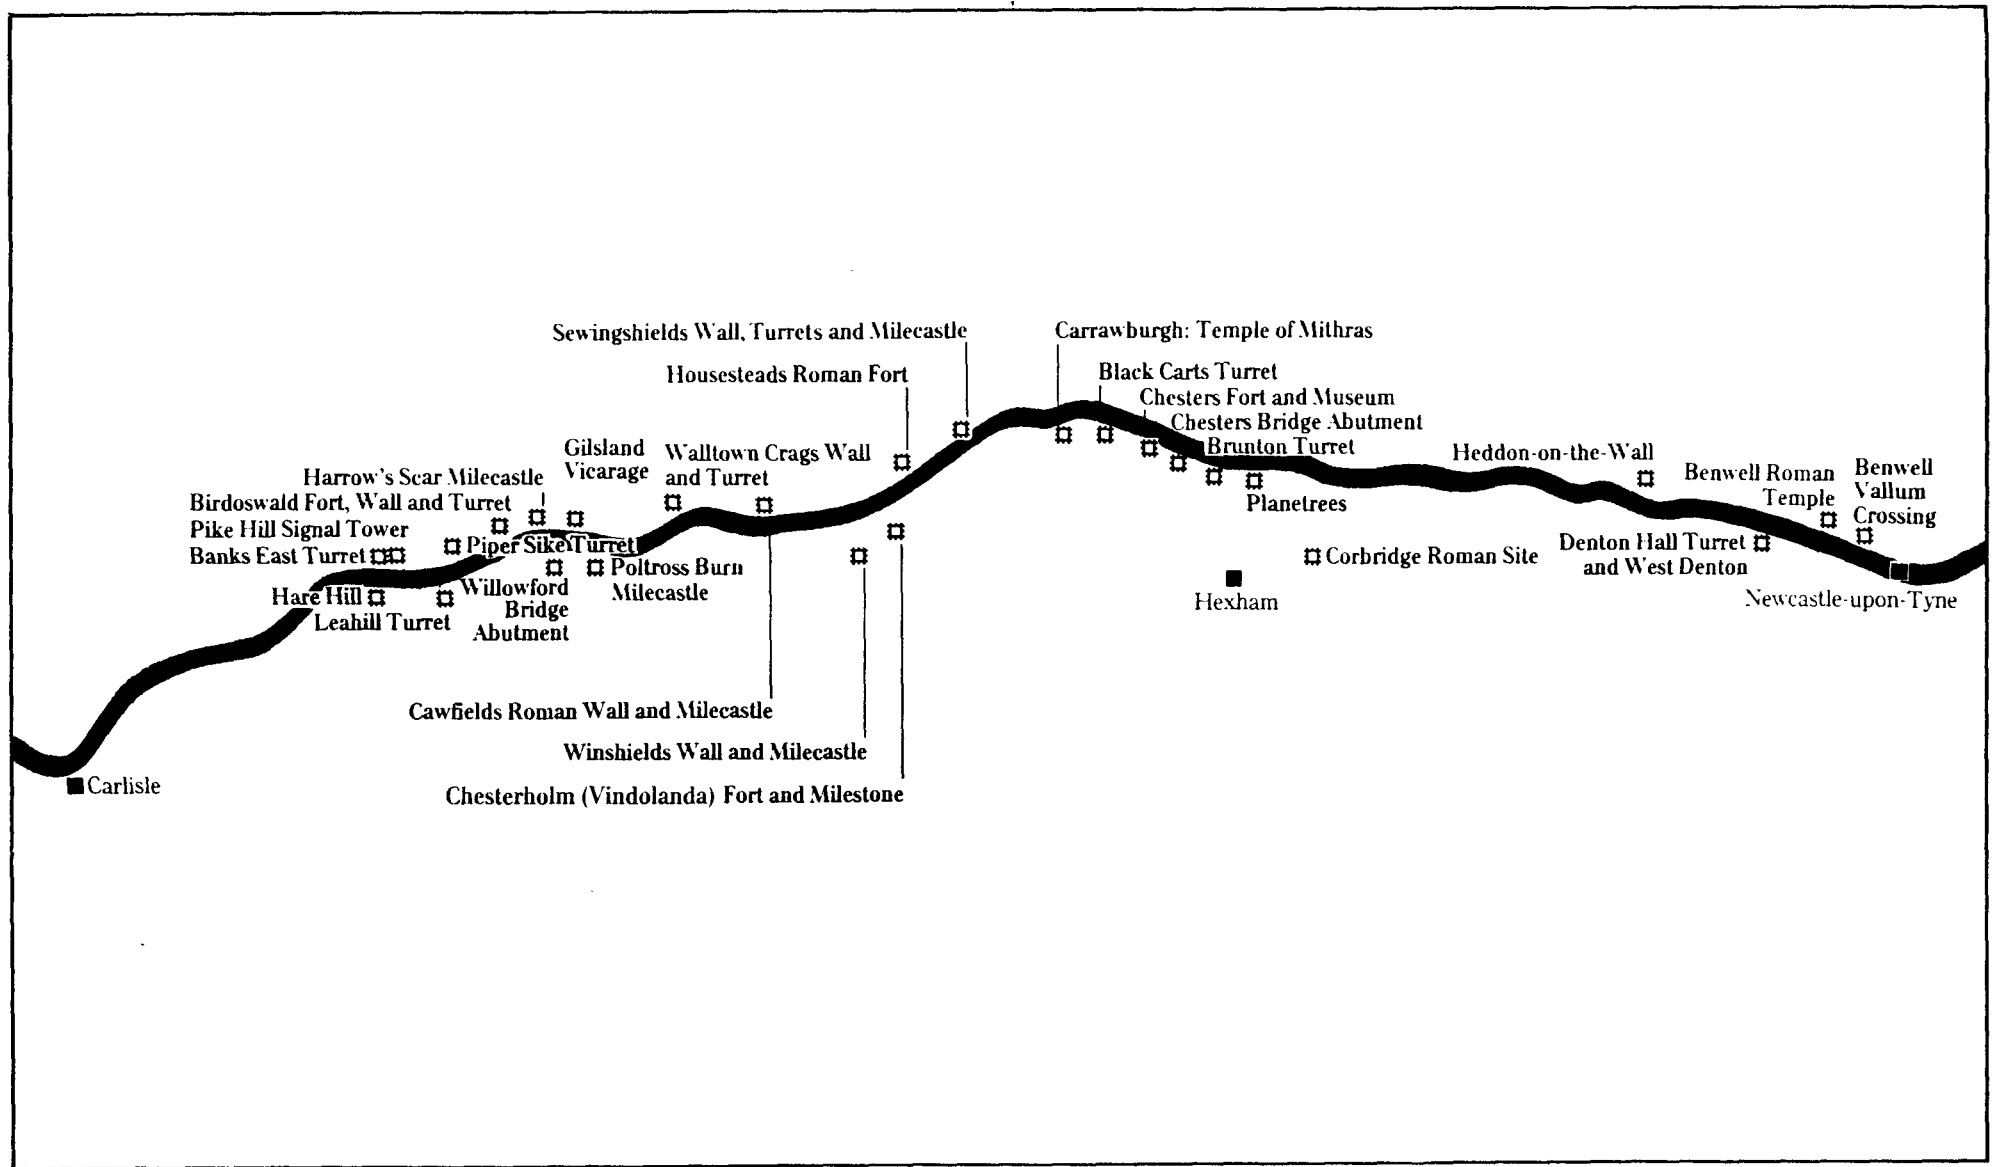 Sewingshields Wall, Turrets and Milecastle
Carrawburgh: Temple of Mithras
Housesteads Roman Fort
Black Carts Turret
Chesters Fort and Museum
Chesters Bridge Abutment
Brunton Turret
Planetrees
Heddon-on-the-Wall
Benwell Roman
Temple
Benwell
Vallum
Crossing
Gilsland
Vicarage
Walltown Crags Wall
and Turret
Harrow's Scar Milecastle
Birdoswald Fort, Wall and Turret
Pike Hill Signal Tower
Banks East Turret
Piper Sike Turret
Hare Hill
Leahill Turret
Willowford
Bridge
Abutment
Poltross Burn
Milecastle
Corbridge Roman Site
Denton Hall Turret
and West Denton
Hexham
Newcastle-upon-Tyne
Cawfields Roman Wall and Milecastle
Winshields Wall and Milecastle
Chesterholm (Vindolanda) Fort and Milestone
Carlisle